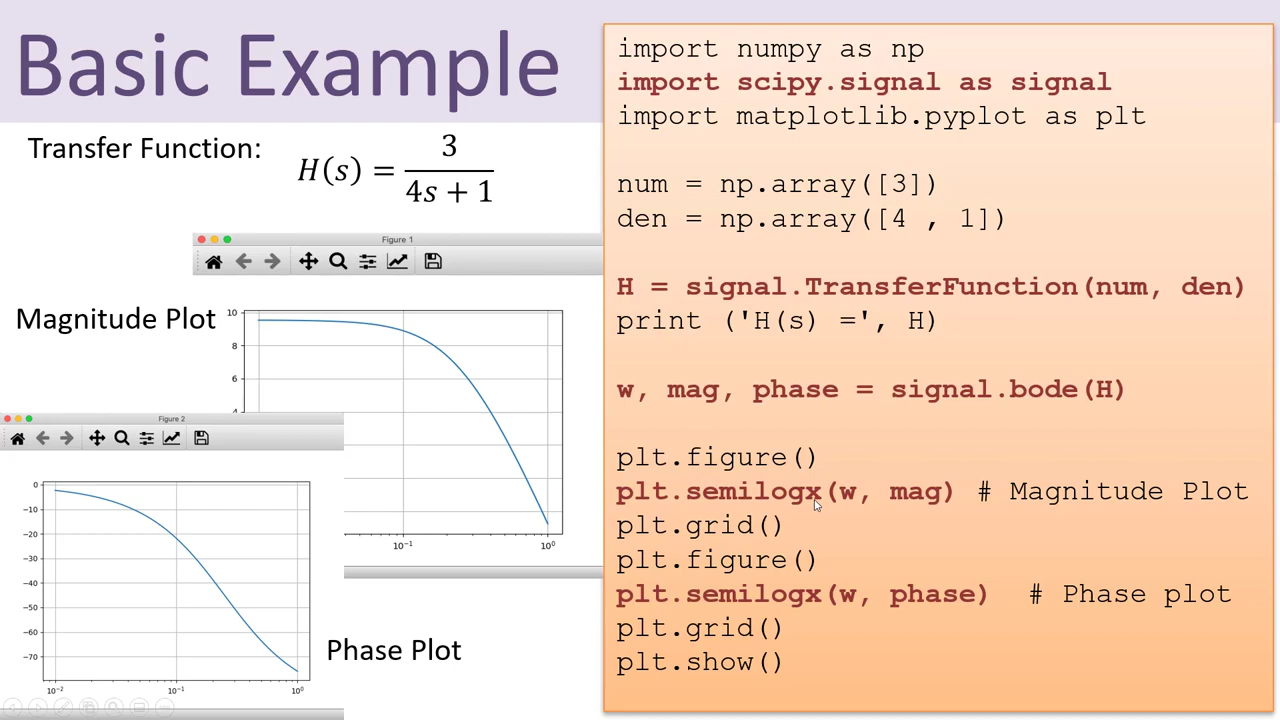 Basic Example
Transfer Function:
H(s) = 3 / 4s + 1
Figure 1
Magnitude Plot
10
8
6
4
10⁻¹
10⁰
Figure 2
0
−10
−20
−30
−40
−50
−60
−70
10⁻²
10⁻¹
10⁰
Phase Plot
import numpy as np
import scipy.signal as signal
import matplotlib.pyplot as plt
num = np.array([3])
den = np.array([4 , 1])
H = signal.TransferFunction(num, den)
print ('H(s) =', H)
w, mag, phase = signal.bode(H)
plt.figure()
plt.semilogx(w, mag) # Magnitude Plot
plt.grid()
plt.figure()
plt.semilogx(w, phase) # Phase plot
plt.grid()
plt.show()